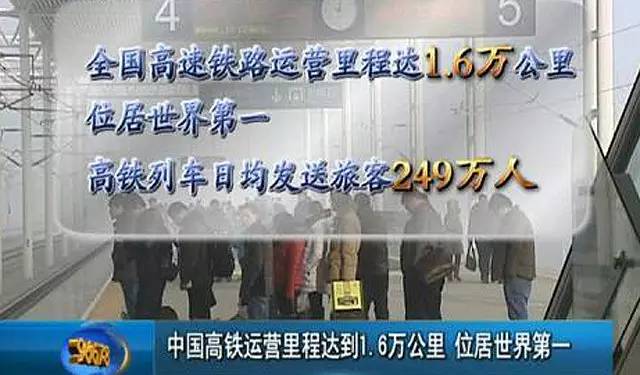 4
5
全国高速铁路运营里程达1.6万公里
位居世界第一
高铁列车日均发送旅客249万人
中国高铁运营里程达到1.6万公里 位居世界第一